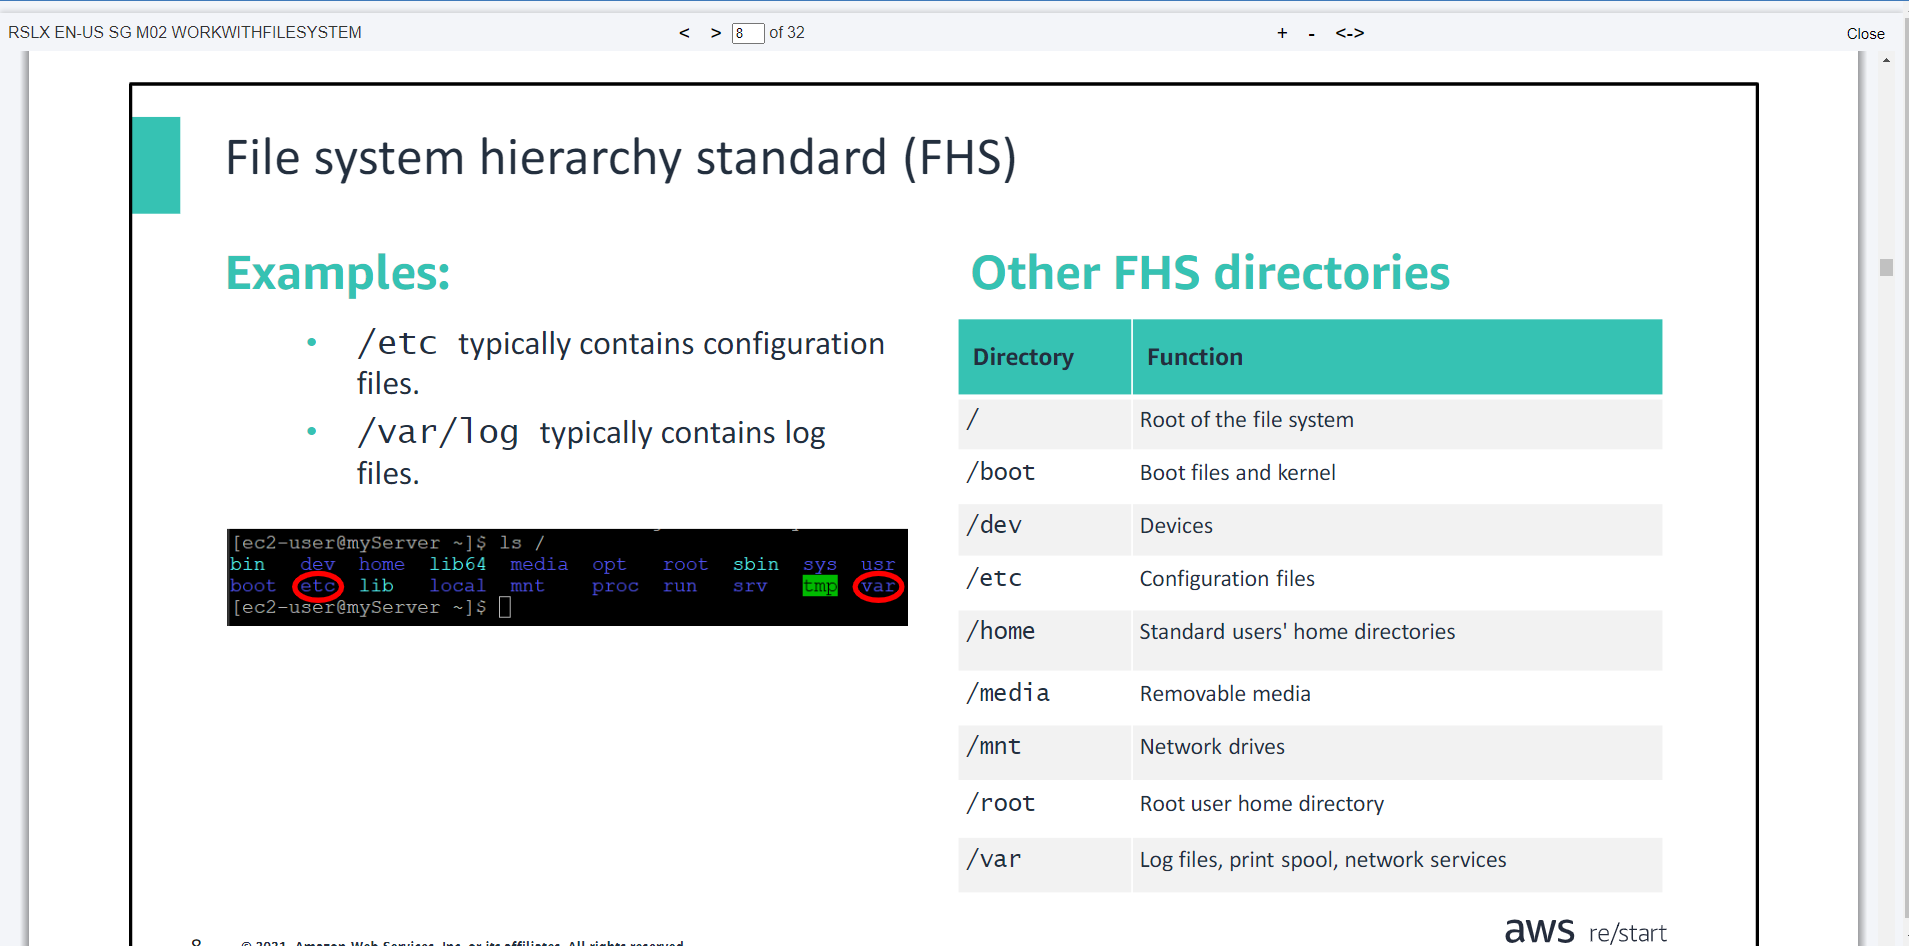 RSLX EN-US SG M02 WORKWITHFILESYSTEM
< > 8 of 32
+ - <->
Close
File system hierarchy standard (FHS)
Examples:
• /etc typically contains configuration
files.
• /var/log typically contains log
files.
[ec2-user@myServer ~]$ ls /
bin dev home lib64 media opt root sbin sys usr
boot etc lib local mnt proc run srv tmp var
[ec2-user@myServer ~]$
Other FHS directories
Directory Function
/ Root of the file system
/boot Boot files and kernel
/dev Devices
/etc Configuration files
/home Standard users' home directories
/media Removable media
/mnt Network drives
/root Root user home directory
/var Log files, print spool, network services
8 © 2021, Amazon Web Services, Inc. or its affiliates. All rights reserved.
aws re/start